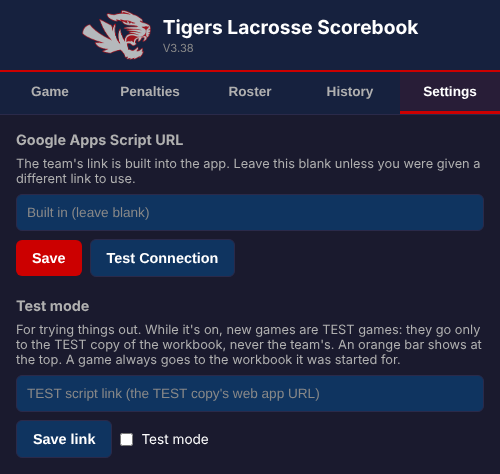 Tigers Lacrosse Scorebook
V3.38
Game Penalties Roster History Settings
Google Apps Script URL
The team's link is built into the app. Leave this blank unless you were given a
different link to use.
Built in (leave blank)
Save Test Connection
Test mode
For trying things out. While it's on, new games are TEST games: they go only
to the TEST copy of the workbook, never the team's. An orange bar shows at
the top. A game always goes to the workbook it was started for.
TEST script link (the TEST copy's web app URL)
Save link Test mode